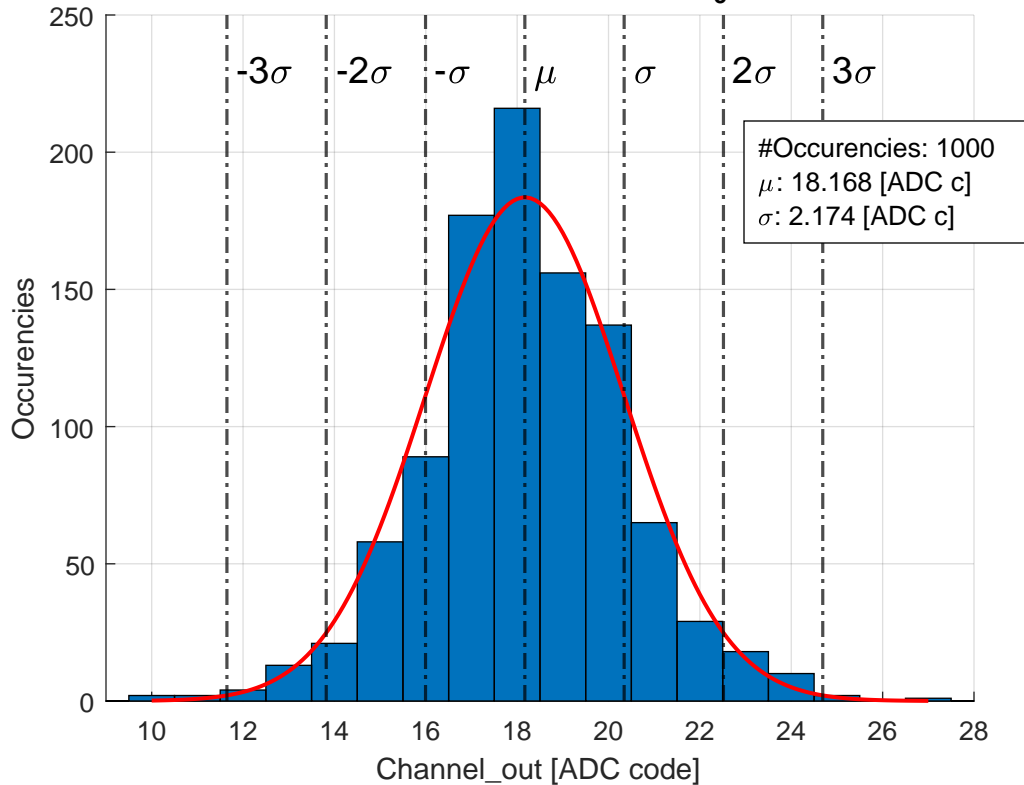 250
200
150
100
50
0
-3σ
-2σ
-σ
μ
σ
2σ
3σ
#Occurencies: 1000
μ: 18.168 [ADC c]
σ: 2.174 [ADC c]
Occurencies
10
12
14
16
18
20
22
24
26
28
Channel_out [ADC code]